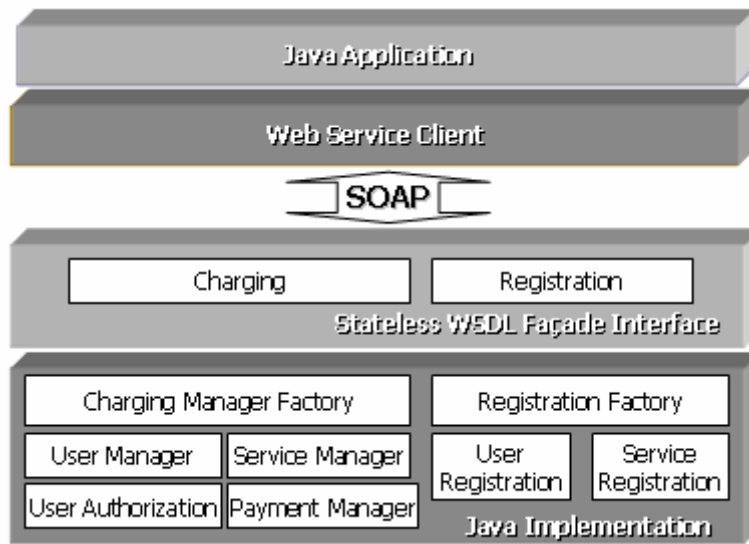 Java Application
Web Service Client
SOAP
Charging
Registration
Stateless WSDL Façade Interface
Charging Manager Factory
Registration Factory
User Manager
Service Manager
User Registration
Service Registration
User Authorization
Payment Manager
Java Implementation